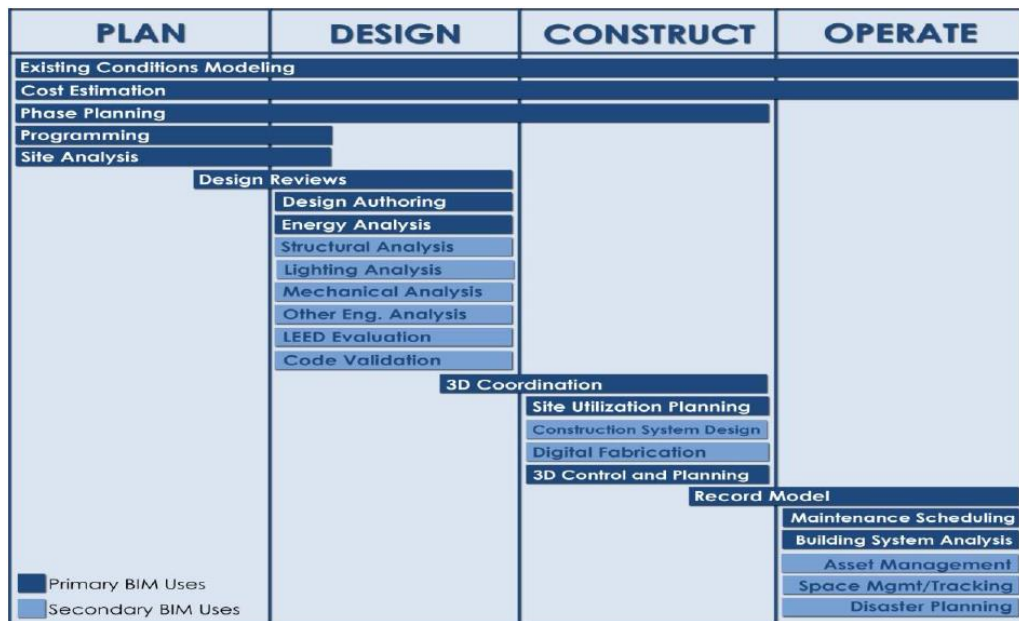 PLAN DESIGN CONSTRUCT OPERATE
Existing Conditions Modeling
Cost Estimation
Phase Planning
Programming
Site Analysis
Design Reviews
Design Authoring
Energy Analysis
Structural Analysis
Lighting Analysis
Mechanical Analysis
Other Eng. Analysis
LEED Evaluation
Code Validation
3D Coordination
Site Utilization Planning
Construction System Design
Digital Fabrication
3D Control and Planning
Record Model
Maintenance Scheduling
Building System Analysis
Asset Management
Space Mgmt/Tracking
Disaster Planning
Primary BIM Uses
Secondary BIM Uses